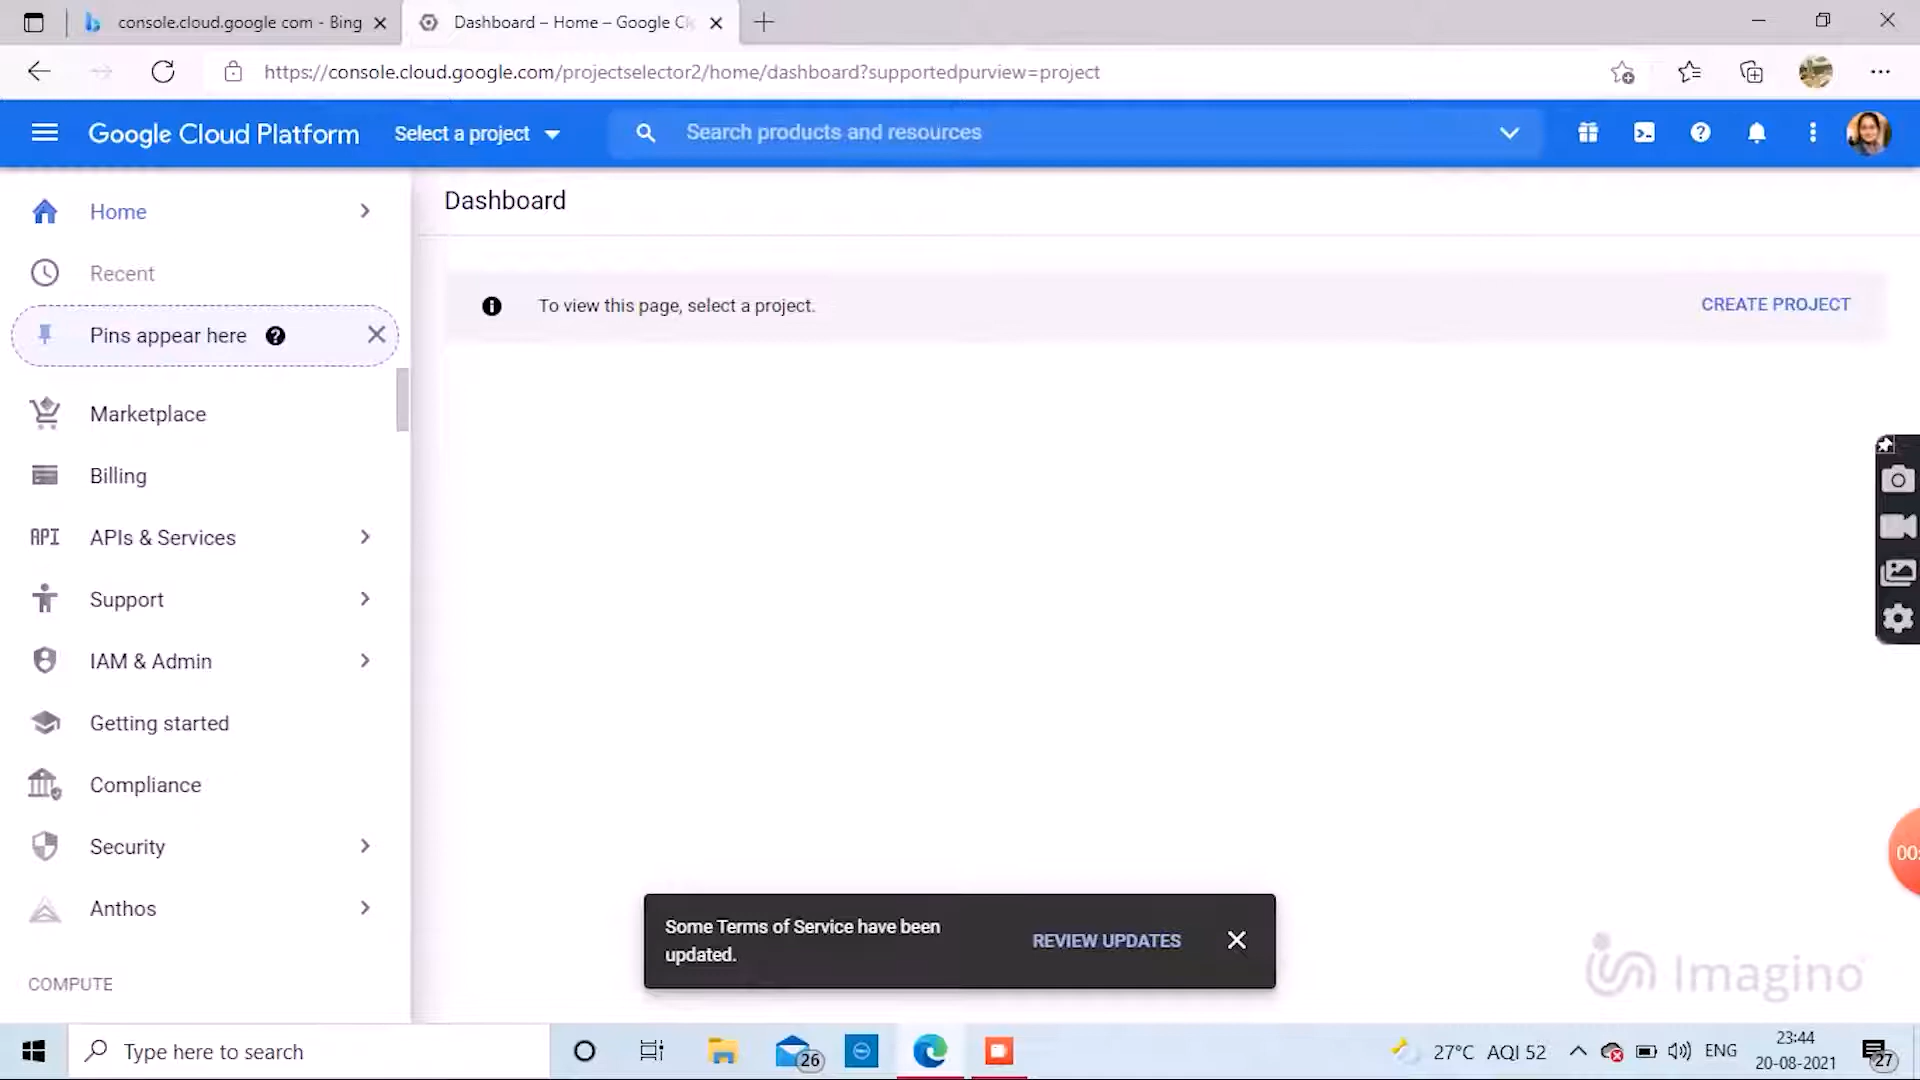 console.cloud.google com - Bing
Dashboard – Home – Google Cl
https://console.cloud.google.com/projectselector2/home/dashboard?supportedpurview=project
Google Cloud Platform
Select a project
Search products and resources
Home
Recent
Pins appear here
Marketplace
Billing
API APIs & Services
Support
IAM & Admin
Getting started
Compliance
Security
Anthos
COMPUTE
Dashboard
To view this page, select a project.
CREATE PROJECT
00:
Some Terms of Service have been
updated.
REVIEW UPDATES
in Imagino
Type here to search
26
27°C AQI 52
ENG
23:44
20-08-2021
27